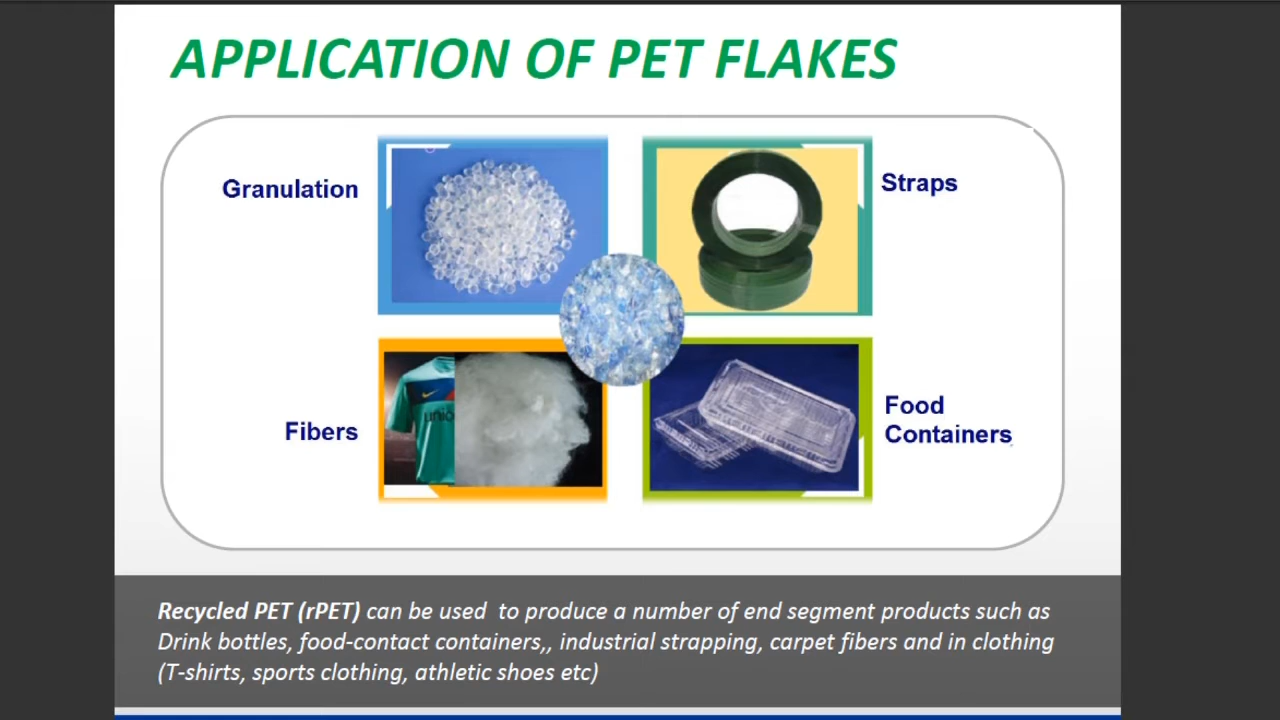 APPLICATION OF PET FLAKES
Granulation
Straps
Fibers
unic
Food
Containers
Recycled PET (rPET) can be used to produce a number of end segment products such as
Drink bottles, food-contact containers,, industrial strapping, carpet fibers and in clothing
(T-shirts, sports clothing, athletic shoes etc)